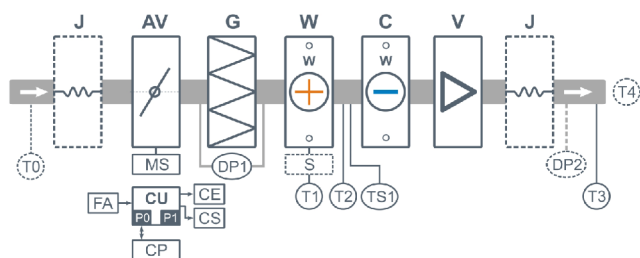 J AV G W C V J
W W
T4
MS DP1 S DP2
T0 T1 T2 TS1 T3
FA CU CE
P0 P1 CS
CP